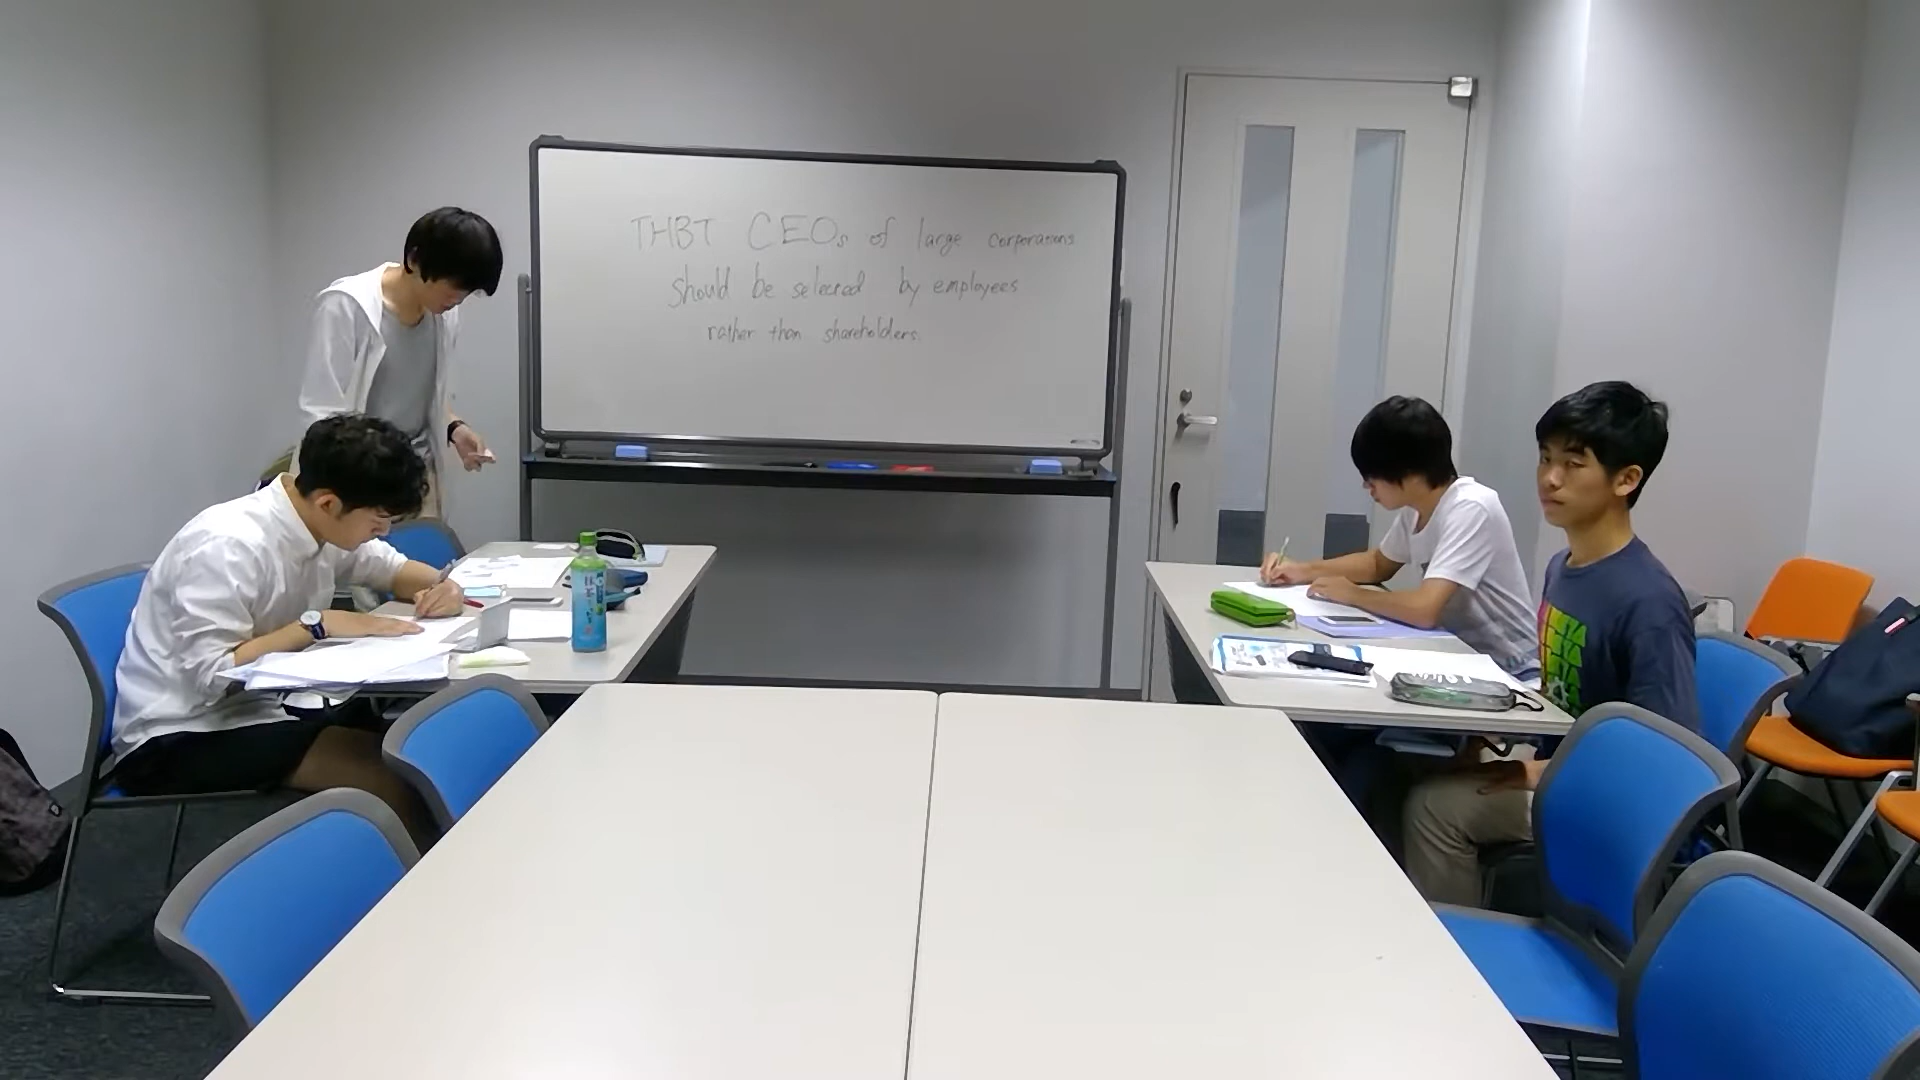 THBT CEOs of large corporations
should be selected by employees
rather than shareholders.